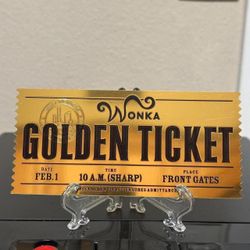 WONKA
GOLDEN TICKET
DATE TIME PLACE
FEB.1 10 A.M.(SHARP) FRONT GATES